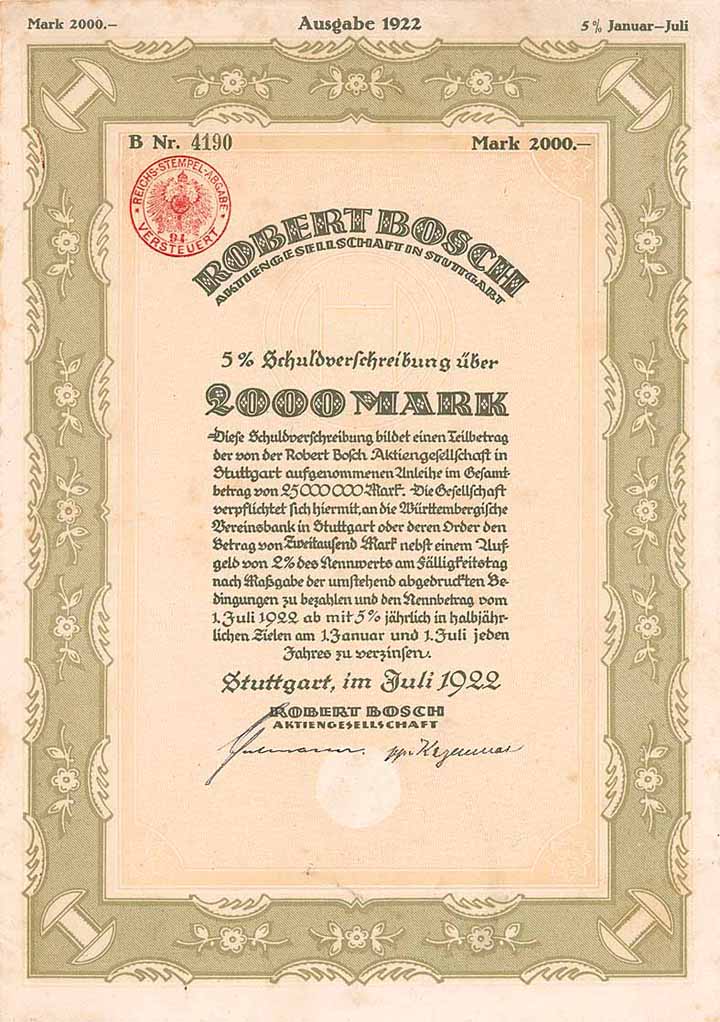 Mark 2000.– Ausgabe 1922 5% Januar–Juli
B Nr. 4190 Mark 2000.–
REICHS-STEMPEL-ABGABE
94
VERSTEUERT
ROBERT BOSCH
AKTIENGESELLSCHAFT IN STUTTGART
5% Schuldverschreibung über
2000 MARK
Diese Schuldverschreibung bildet einen Teilbetrag
der von der Robert Bosch Aktiengesellschaft in
Stuttgart aufgenommenen Anleihe im Gesamt-
betrag von 25000000 Mark. Die Gesellschaft
verpflichtet sich hiermit, an die Württembergische
Vereinsbank in Stuttgart oder deren Order den
Betrag von Zweitausend Mark nebst einem Auf-
geld von 2% des Nennwerts am Fälligkeitstag
nach Maßgabe der umstehend abgedruckten Be-
dingungen zu bezahlen und den Nennbetrag vom
1. Juli 1922 ab mit 5% jährlich in halbjähr-
lichen Zielen am 1. Januar und 1. Juli jeden
Jahres zu verzinsen.
Stuttgart, im Juli 1922
ROBERT BOSCH
AKTIENGESELLSCHAFT